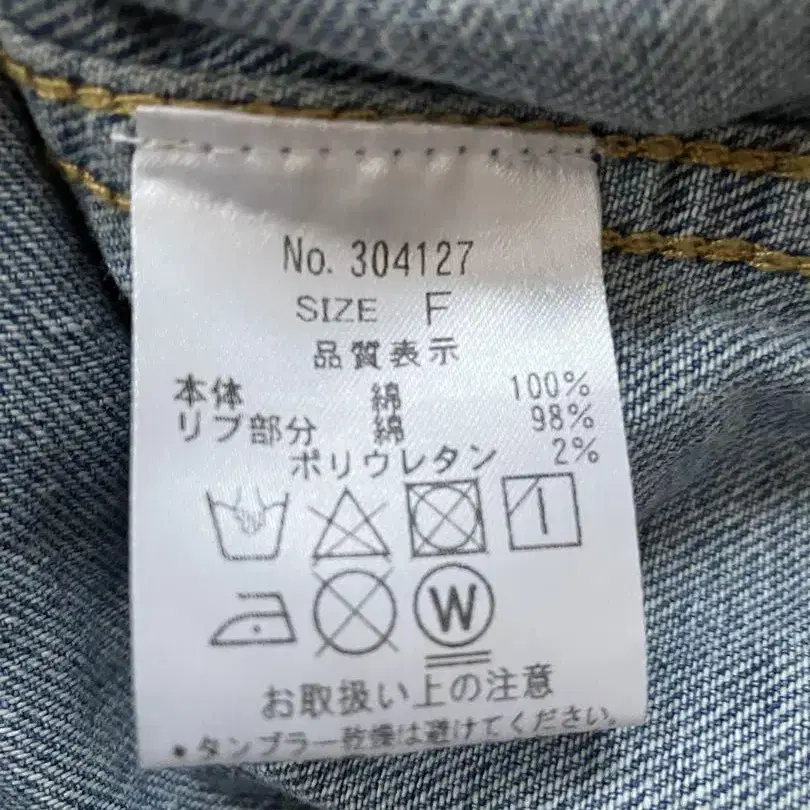 No. 304127
SIZE F
品質表示
本体 綿 100%
リブ部分 綿 98%
ポリウレタン 2%
W
お取扱い上の注意
•タンブラー乾燥は避けてください。